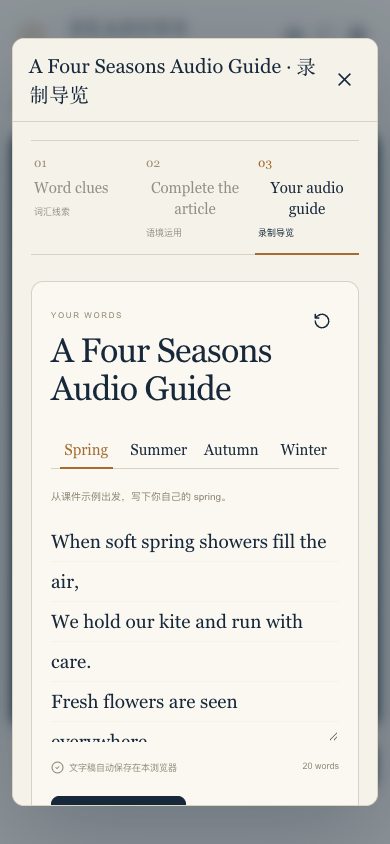 A Four Seasons Audio Guide · 录
制导览
01
Word clues
词汇线索
02
Complete the
article
语境运用
03
Your audio
guide
录制导览
YOUR WORDS
A Four Seasons
Audio Guide
Spring Summer Autumn Winter
从课件示例出发，写下你自己的 spring。
When soft spring showers fill the
air,
We hold our kite and run with
care.
Fresh flowers are seen
everywhere
文字稿自动保存在本浏览器
20 words